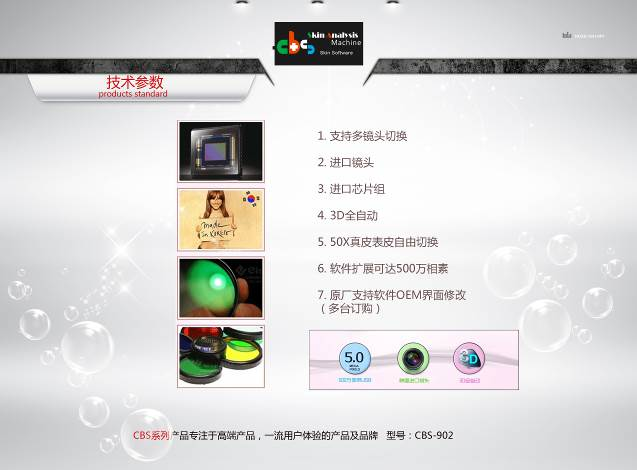 cbs Skin Analysis
Machine
Skin Software
技术参数
products standard
1. 支持多镜头切换
2. 进口镜头
3. 进口芯片组
4. 3D全自动
5. 50X真皮表皮自由切换
6. 软件扩展可达500万相素
7. 原厂支持软件OEM界面修改
（多台订购）
made
in KOREA
5.0
MEGA
PIXELS
3D
CBS系列产品专注于高端产品，一流用户体验的产品及品牌 型号：CBS-902